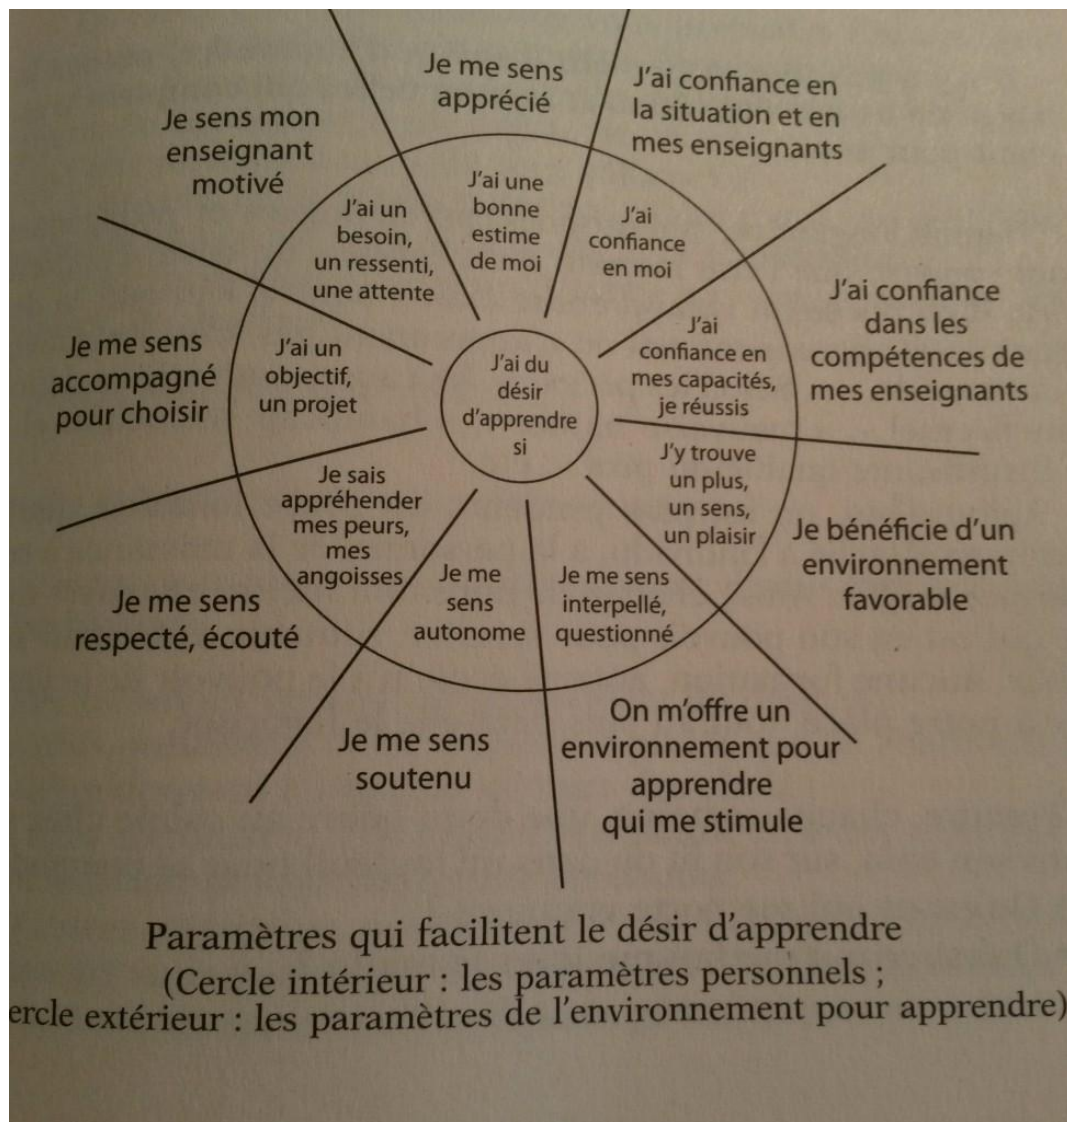 Je me sens
apprécié
J'ai confiance en
la situation et en
mes enseignants
J'ai confiance
dans les
compétences de
mes enseignants
Je bénéficie d'un
environnement
favorable
On m'offre un
environnement pour
apprendre
qui me stimule
Je me sens
soutenu
Je me sens
respecté, écouté
Je me sens
accompagné
pour choisir
Je sens mon
enseignant
motivé
J'ai une
bonne
estime
de moi
J'ai
confiance
en moi
J'ai
confiance en
mes capacités,
je réussis
J'y trouve
un plus,
un sens,
un plaisir
Je me sens
interpellé,
questionné
Je me
sens
autonome
Je sais
appréhender
mes peurs,
mes
angoisses
J'ai un
objectif,
un projet
J'ai un
besoin,
un ressenti,
une attente
J'ai du
désir
d'apprendre
si
Paramètres qui facilitent le désir d'apprendre
(Cercle intérieur : les paramètres personnels ;
ercle extérieur : les paramètres de l'environnement pour apprendre)